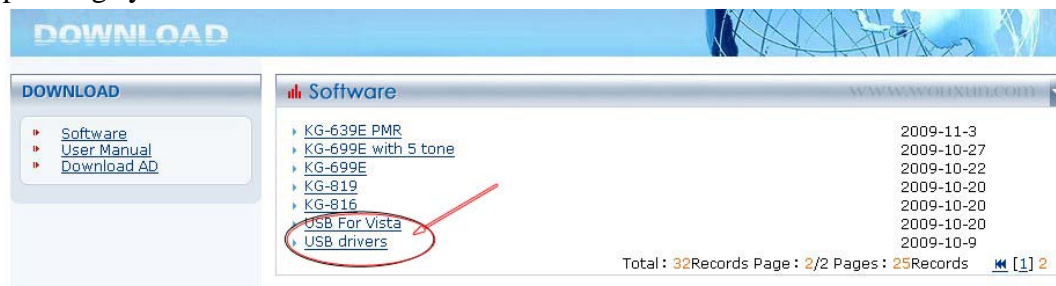 DOWNLOAD
DOWNLOAD
Software
User Manual
Download AD
Software www.wouxun.com
KG-639E PMR 2009-11-3
KG-699E with 5 tone 2009-10-27
KG-699E 2009-10-22
KG-819 2009-10-20
KG-816 2009-10-20
USB For Vista 2009-10-20
USB drivers 2009-10-9
Total: 32Records Page: 2/2 Pages: 25Records [1] 2